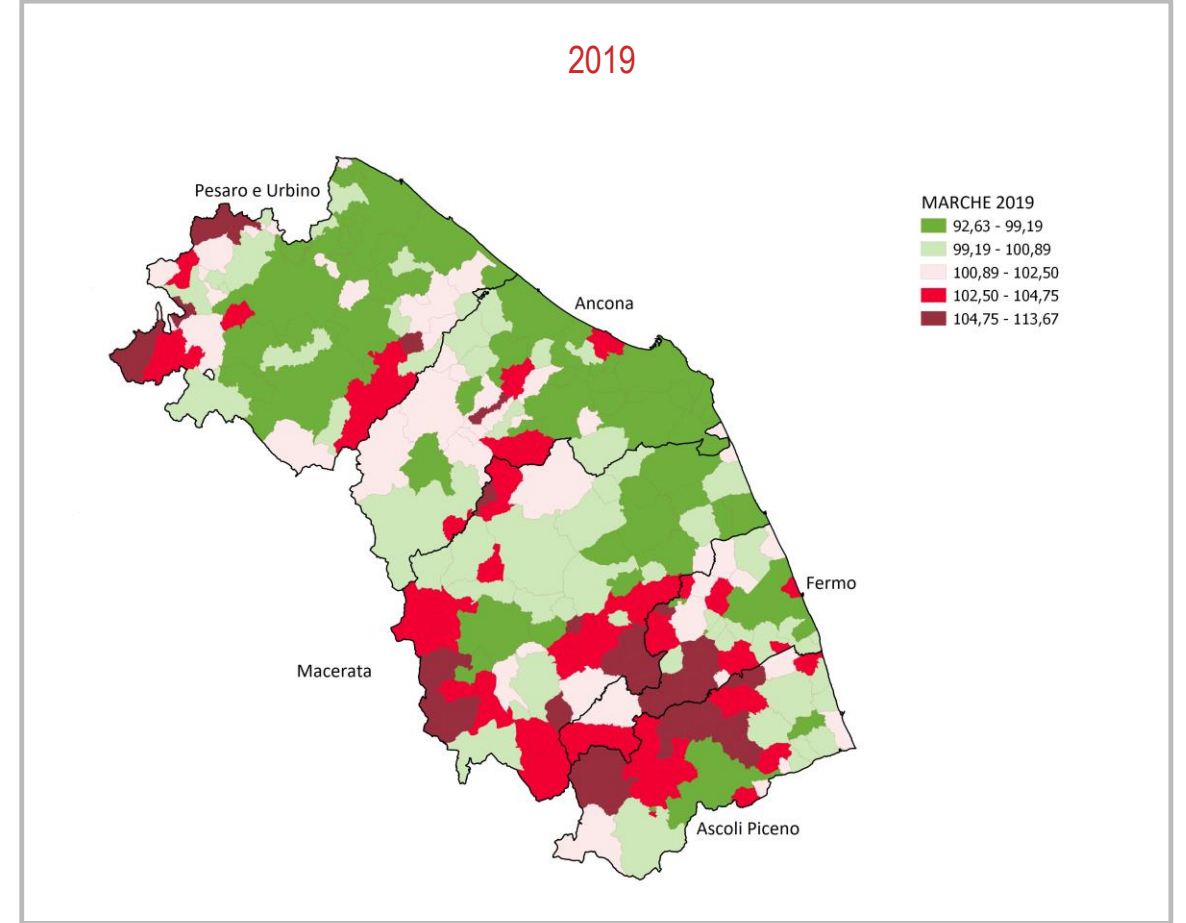 2019
Pesaro e Urbino
MARCHE 2019
92,63 - 99,19
99,19 - 100,89
100,89 - 102,50
102,50 - 104,75
104,75 - 113,67
Ancona
Fermo
Macerata
Ascoli Piceno